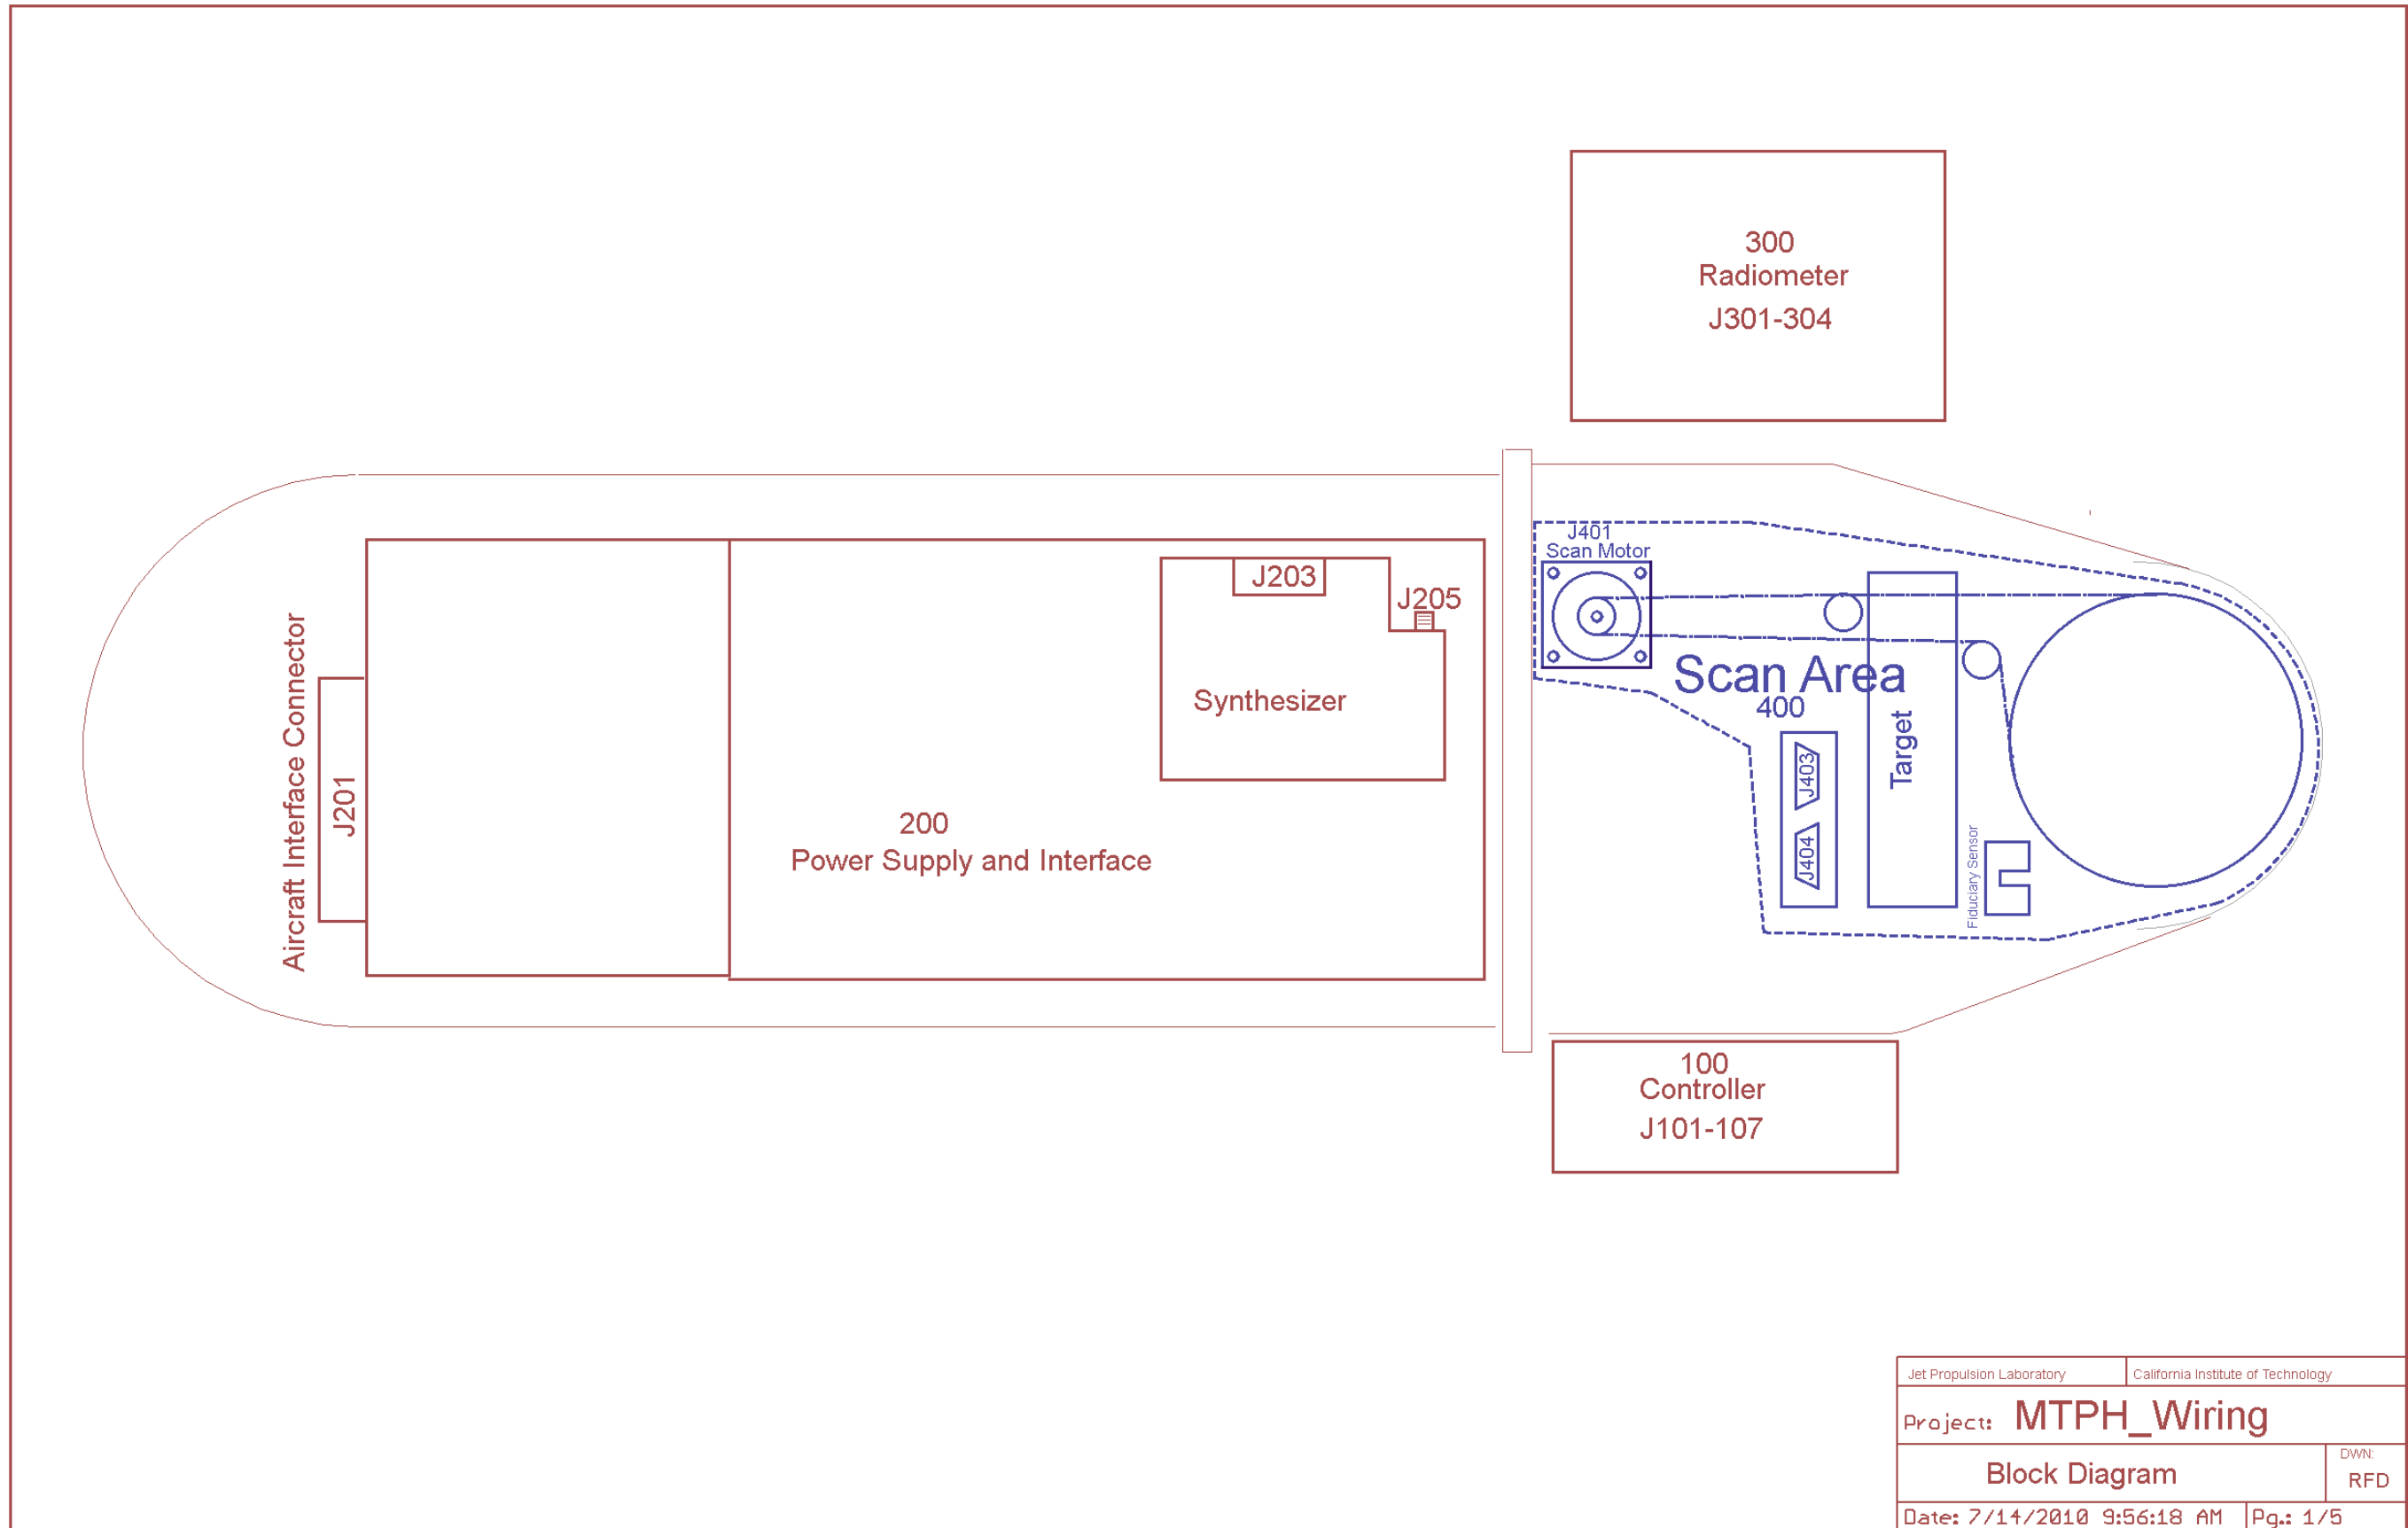 300
Radiometer
J301-304
J401
Scan Motor
J203
J205
Scan Area
400
Synthesizer
Target
J403
J404
Fiduciary Sensor
Aircraft Interface Connector
J201
200
Power Supply and Interface
100
Controller
J101-107
Jet Propulsion Laboratory
California Institute of Technology
Project: MTPH_Wiring
Block Diagram
DWN:
RFD
Date: 7/14/2010 9:56:18 AM
Pg.: 1/5